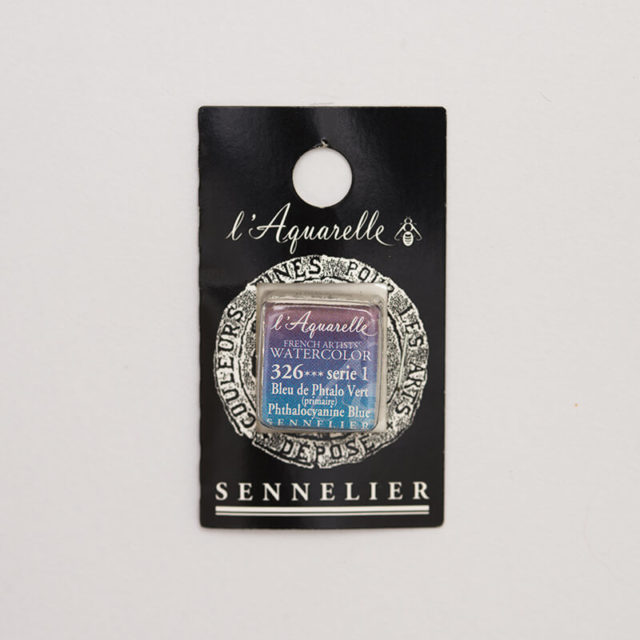 l'Aquarelle
COULEURS FINES POUR LES ARTS
DÉPOSÉ
l'Aquarelle
FRENCH ARTISTS'
WATERCOLOR
326*** serie 1
Bleu de Phtalo Vert
(primaire)
Phthalocyanine Blue
SENNELIER
SENNELIER